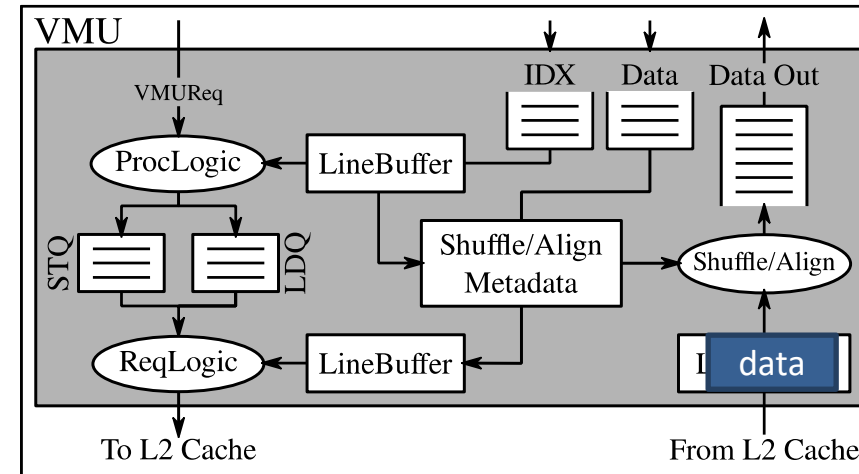 VMU
IDX
Data
Data Out
VMUReq
ProcLogic
LineBuffer
STQ
LDQ
Shuffle/Align
Metadata
Shuffle/Align
ReqLogic
LineBuffer
data
To L2 Cache
From L2 Cache